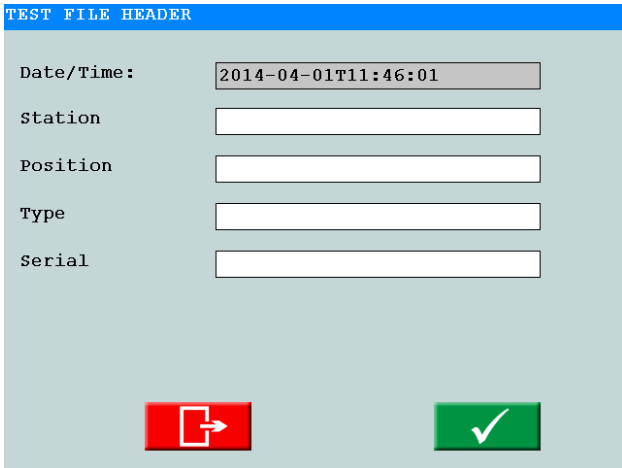 TEST FILE HEADER
Date/Time: 2014-04-01T11:46:01
Station
Position
Type
Serial